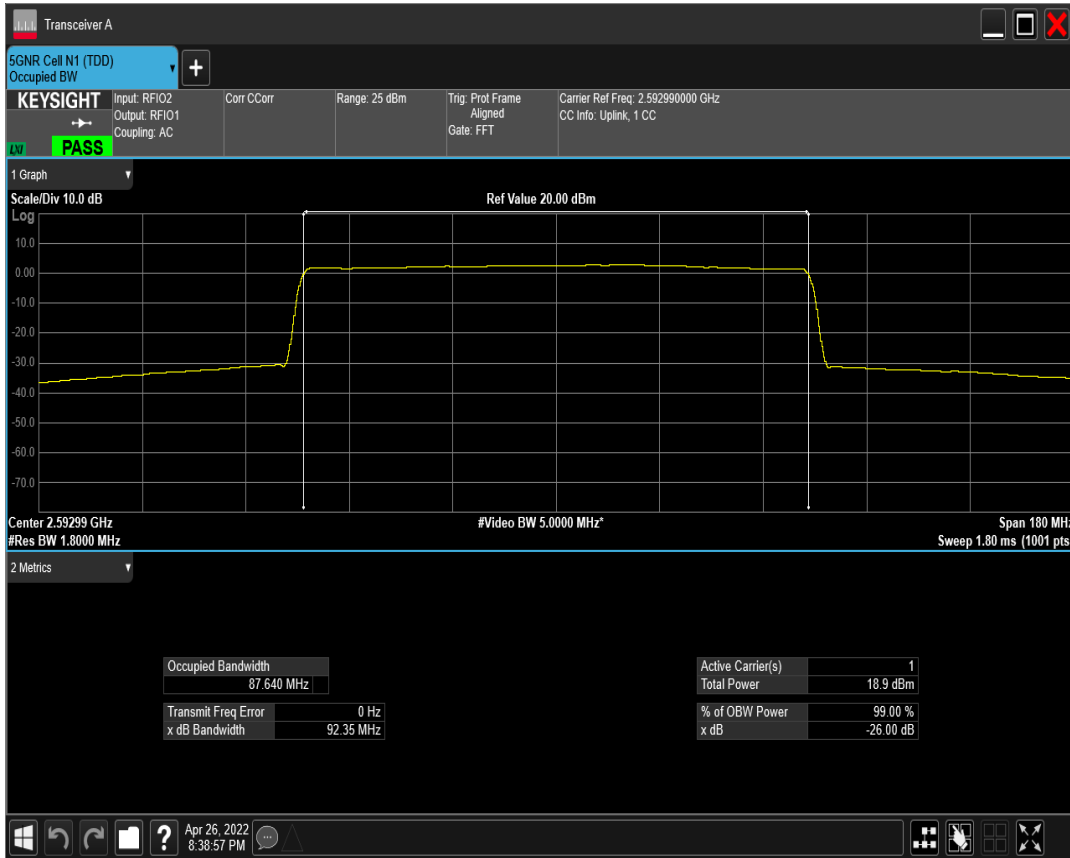 Transceiver A
5GNR Cell N1 (TDD)
Occupied BW
+
KEYSIGHT
LXI
PASS
Input: RFIO2
Output: RFIO1
Coupling: AC
Corr CCorr
Range: 25 dBm
Trig: Prot Frame
Aligned
Gate: FFT
Carrier Ref Freq: 2.592990000 GHz
CC Info: Uplink, 1 CC
1 Graph
Scale/Div 10.0 dB
Ref Value 20.00 dBm
Log
10.0
0.00
-10.0
-20.0
-30.0
-40.0
-50.0
-60.0
-70.0
Center 2.59299 GHz
#Video BW 5.0000 MHz*
Span 180 MHz
#Res BW 1.8000 MHz
Sweep 1.80 ms (1001 pts
2 Metrics
Occupied Bandwidth
87.640 MHz
Transmit Freq Error 0 Hz
x dB Bandwidth 92.35 MHz
Active Carrier(s) 1
Total Power 18.9 dBm
% of OBW Power 99.00 %
x dB -26.00 dB
?
Apr 26, 2022
8:38:57 PM